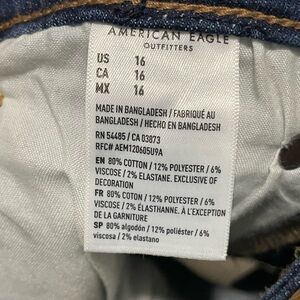 AMERICAN EAGLE
OUTFITTERS
US 16
CA 16
MX 16
MADE IN BANGLADESH / FABRIQUÉ AU
BANGLADESH / HECHO EN BANGLADESH
RN 54485 / CA 03873
RFC# AEM120605U9A
EN 80% COTTON / 12% POLYESTER / 6%
VISCOSE / 2% ELASTANE. EXCLUSIVE OF
DECORATION
FR 80% COTON / 12% POLYESTER / 6%
VISCOSE / 2% ÉLASTHANNE. À L'EXCEPTION
DE LA GARNITURE
SP 80% algodón / 12% poliéster / 6%
viscosa / 2% elastano